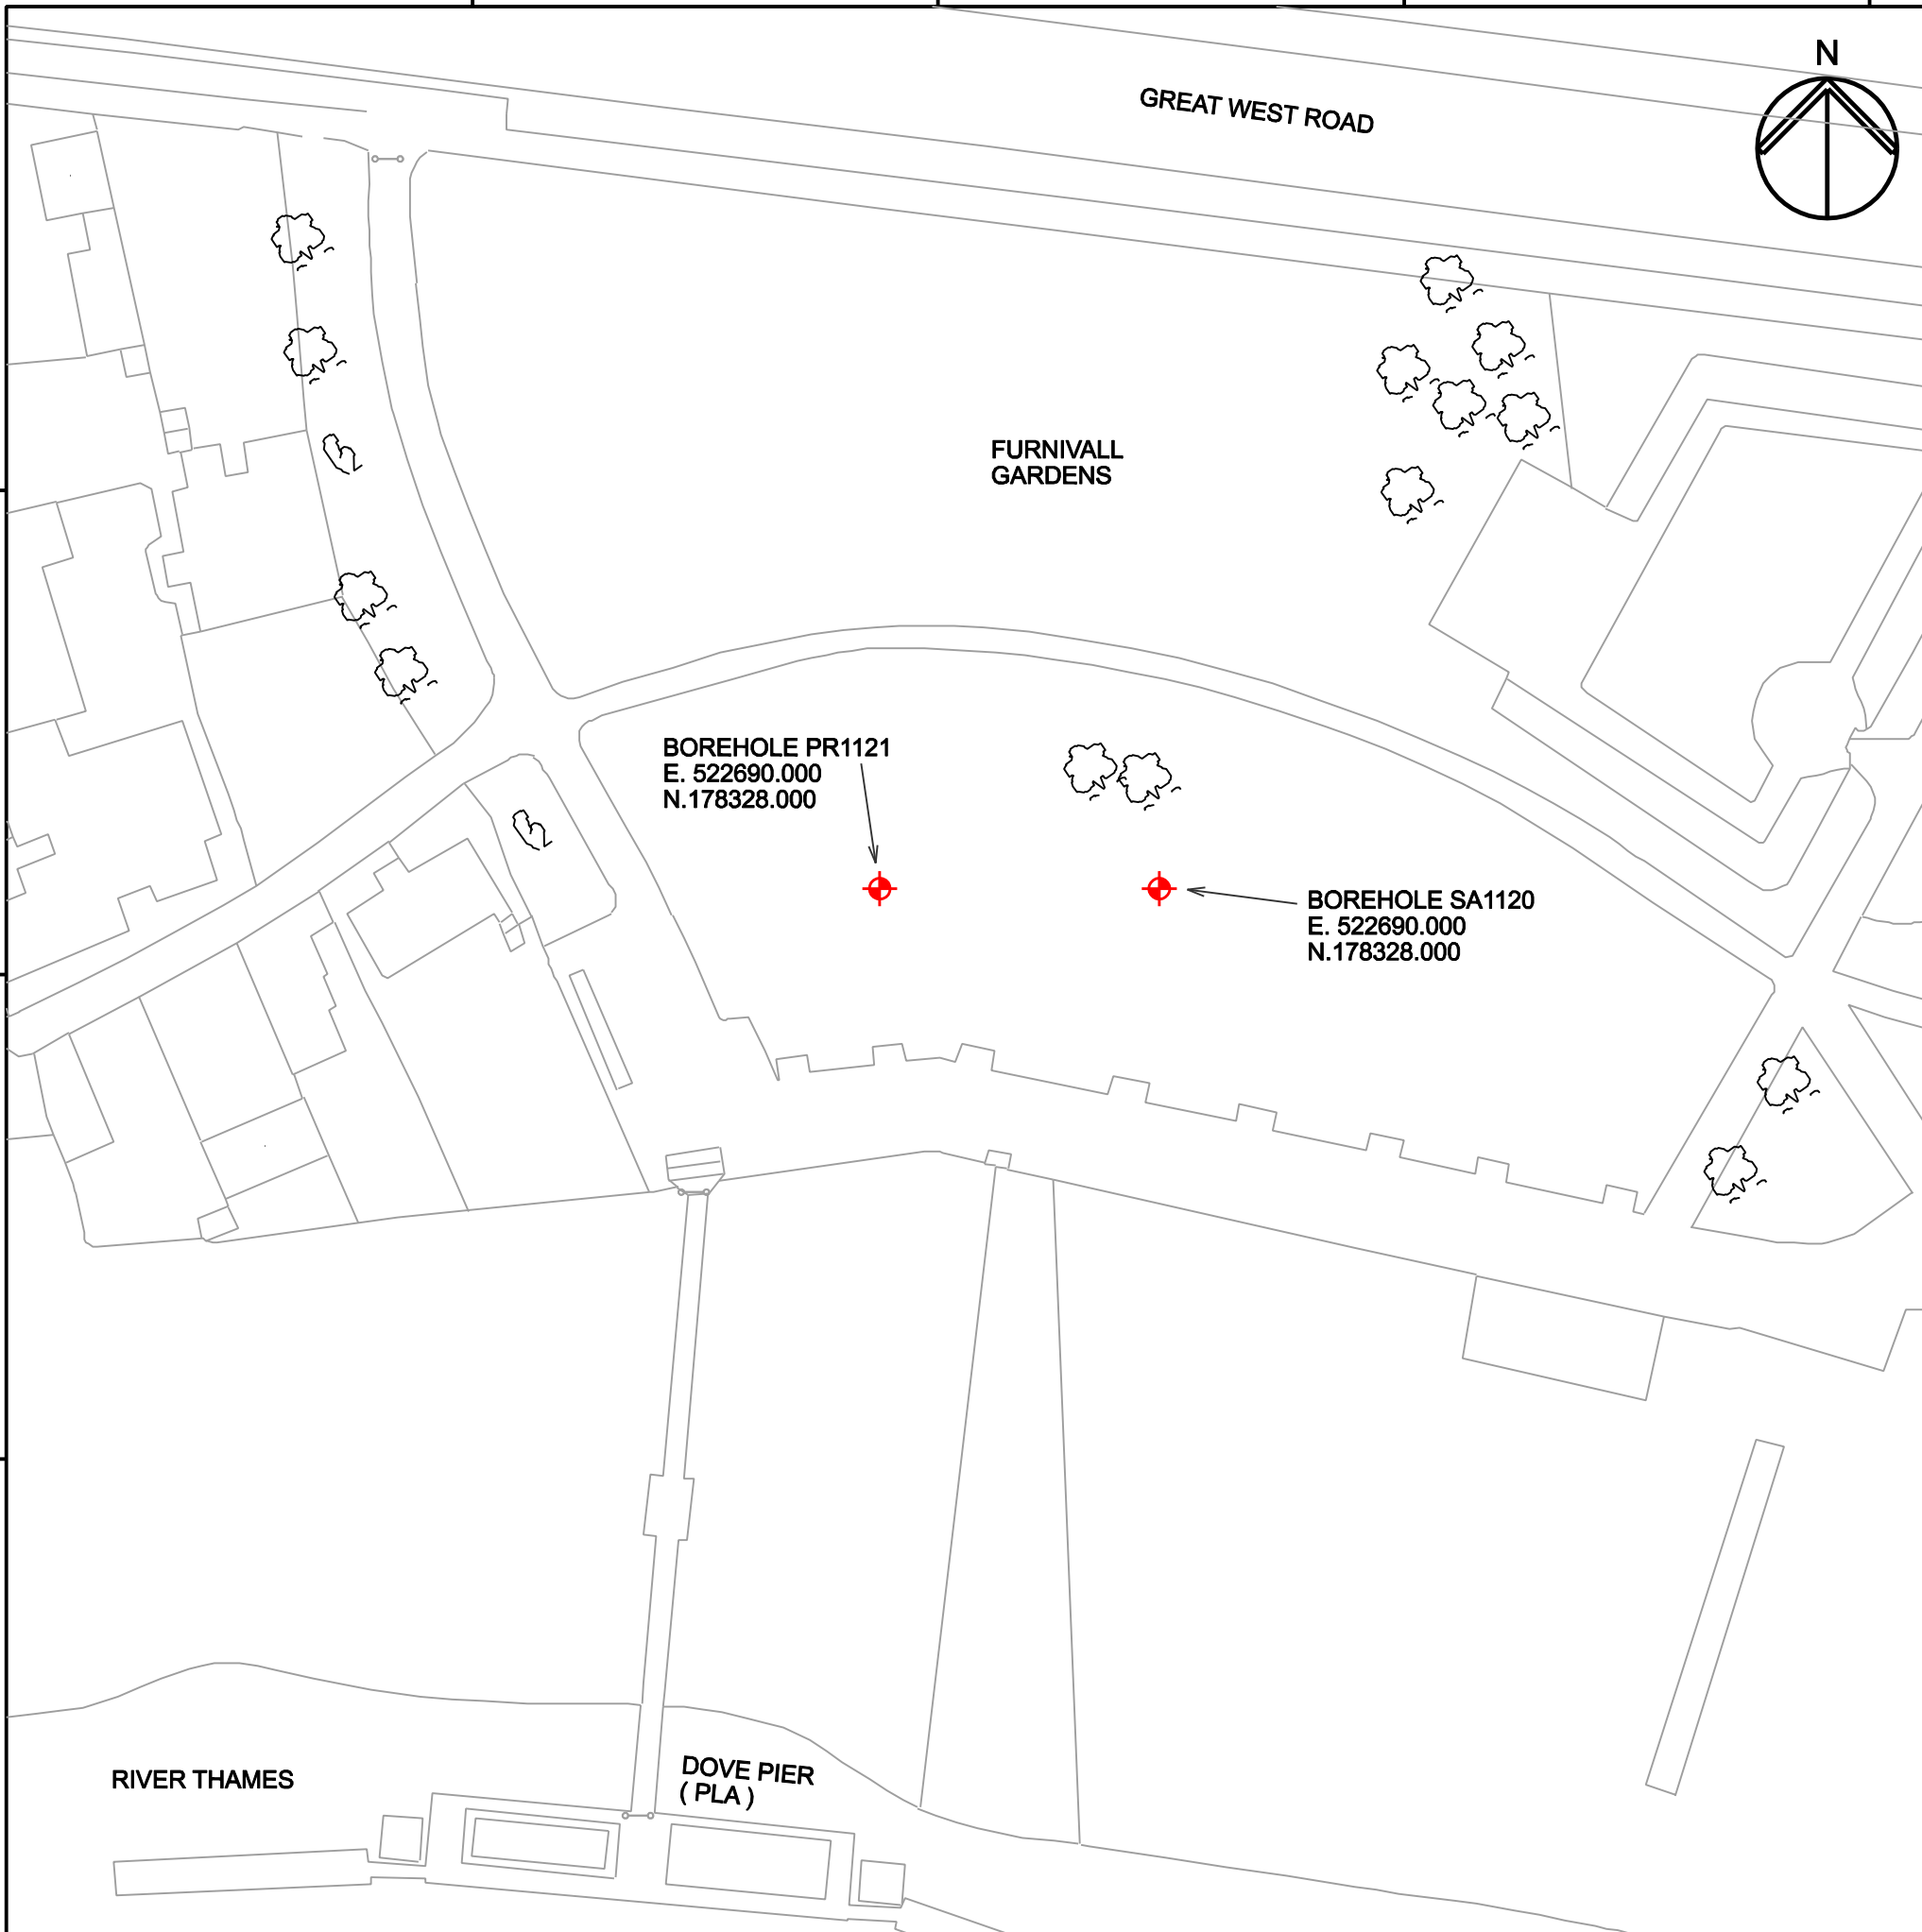 N
GREAT WEST ROAD
FURNIVALL
GARDENS
BOREHOLE PR1121
E. 522690.000
N.178328.000
BOREHOLE SA1120
E. 522690.000
N.178328.000
RIVER THAMES
DOVE PIER
( PLA )